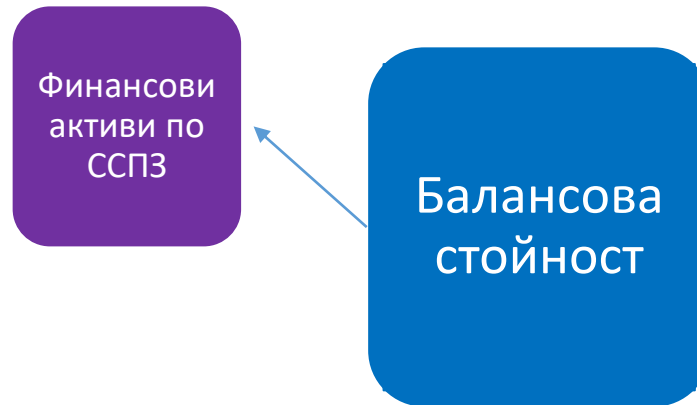 Финансови
активи по
ССПЗ
Балансова
стойност